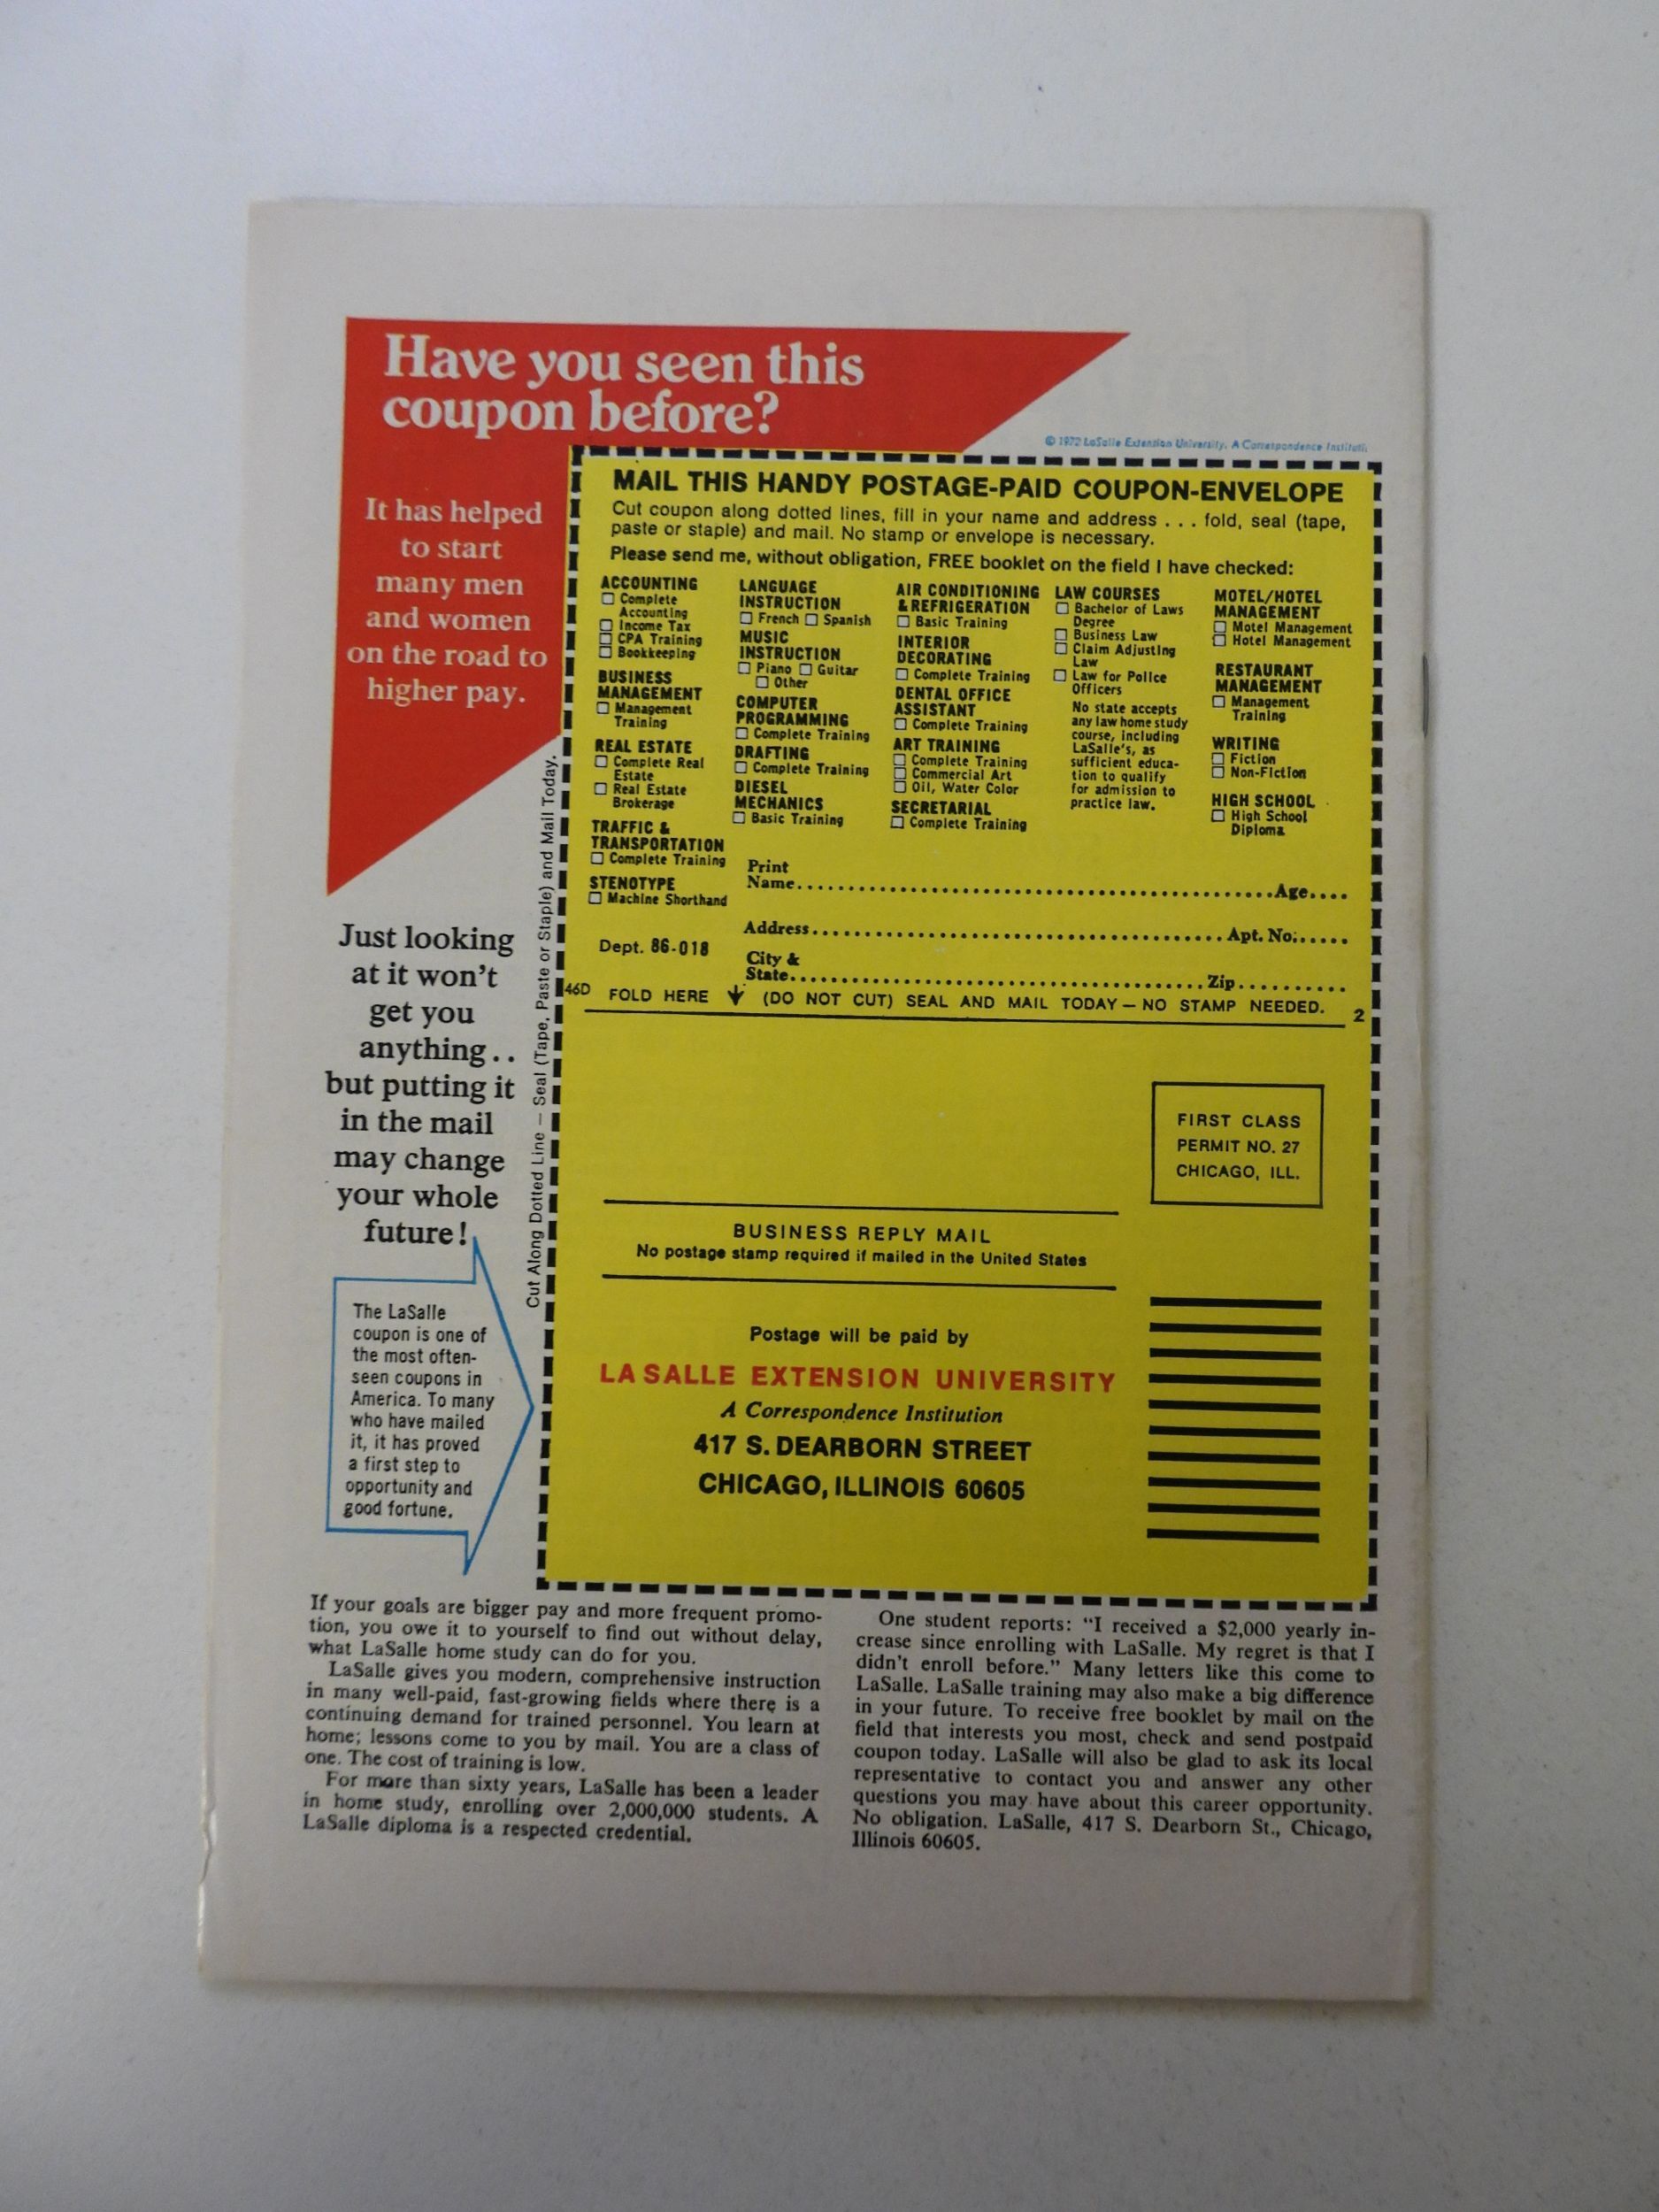 Have you seen this
coupon before?
It has helped
to start
many men
and women
on the road to
higher pay.
Just looking
at it won't
get you
anything..
but putting it
in the mail
may change
your whole
future!
The LaSalle
coupon is one of
the most often-
seen coupons in
America. To many
who have mailed
it, it has proved
a first step to
opportunity and
good fortune.
Cut Along Dotted Line — Seal (Tape, Paste or Staple) and Mail Today.
© 1972 LaSalle Extension University. A Correspondence
MAIL THIS HANDY POSTAGE-PAID COUPON-ENVELOPE
Cut coupon along dotted lines, fill in your name and address . . . fold, seal (tape,
paste or staple) and mail. No stamp or envelope is necessary.
Please send me, without obligation, FREE booklet on the field I have checked:
ACCOUNTING
☐ Complete
Accounting
☐ Income Tax
☐ CPA Training
☐ Bookkeeping
BUSINESS
MANAGEMENT
☐ Management
Training
REAL ESTATE
☐ Complete Real
Estate
☐ Real Estate
Brokerage
TRAFFIC &
TRANSPORTATION
☐ Complete Training
STENOTYPE
☐ Machine Shorthand
LANGUAGE
INSTRUCTION
☐ French ☐ Spanish
MUSIC
INSTRUCTION
☐ Piano ☐ Guitar
☐ Other
COMPUTER
PROGRAMMING
☐ Complete Training
DRAFTING
☐ Complete Training
DIESEL
MECHANICS
☐ Basic Training
AIR CONDITIONING
& REFRIGERATION
☐ Basic Training
INTERIOR
DECORATING
☐ Complete Training
DENTAL OFFICE
ASSISTANT
☐ Complete Training
ART TRAINING
☐ Complete Training
☐ Commercial Art
☐ Oil, Water Color
SECRETARIAL
☐ Complete Training
LAW COURSES
☐ Bachelor of Laws
Degree
☐ Business Law
☐ Claim Adjusting
Law
☐ Law for Police
Officers
No state accepts
any law home study
course, including
LaSalle's, as
sufficient educa-
tion to qualify
for admission to
practice law.
MOTEL/HOTEL
MANAGEMENT
☐ Motel Management
☐ Hotel Management
RESTAURANT
MANAGEMENT
☐ Management
Training
WRITING
☐ Fiction
☐ Non-Fiction
HIGH SCHOOL
☐ High School
Diploma
Print
Name........................................Age....
Address........................................Apt. No......
Dept. 86-018
City &
State........................................Zip..........
46D FOLD HERE ↓ (DO NOT CUT) SEAL AND MAIL TODAY — NO STAMP NEEDED. 2
FIRST CLASS
PERMIT NO. 27
CHICAGO, ILL.
BUSINESS REPLY MAIL
No postage stamp required if mailed in the United States
Postage will be paid by
LA SALLE EXTENSION UNIVERSITY
A Correspondence Institution
417 S. DEARBORN STREET
CHICAGO, ILLINOIS 60605
If your goals are bigger pay and more frequent promo-
tion, you owe it to yourself to find out without delay,
what LaSalle home study can do for you.
LaSalle gives you modern, comprehensive instruction
in many well-paid, fast-growing fields where there is a
continuing demand for trained personnel. You learn at
home; lessons come to you by mail. You are a class of
one. The cost of training is low.
For more than sixty years, LaSalle has been a leader
in home study, enrolling over 2,000,000 students. A
LaSalle diploma is a respected credential.
One student reports: "I received a $2,000 yearly in-
crease since enrolling with LaSalle. My regret is that I
didn't enroll before." Many letters like this come to
LaSalle. LaSalle training may also make a big difference
in your future. To receive free booklet by mail on the
field that interests you most, check and send postpaid
coupon today. LaSalle will also be glad to ask its local
representative to contact you and answer any other
questions you may have about this career opportunity.
No obligation. LaSalle, 417 S. Dearborn St., Chicago,
Illinois 60605.